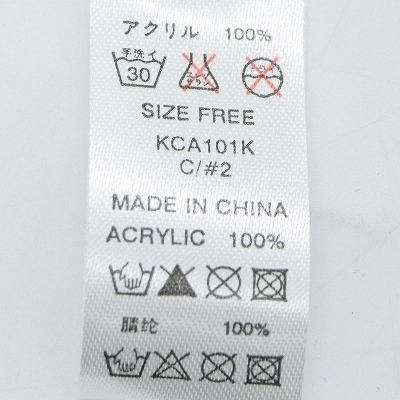 アクリル 100%
手洗イ
30
SIZE FREE
KCA101K
C/#2
MADE IN CHINA
ACRYLIC 100%
腈纶 100%